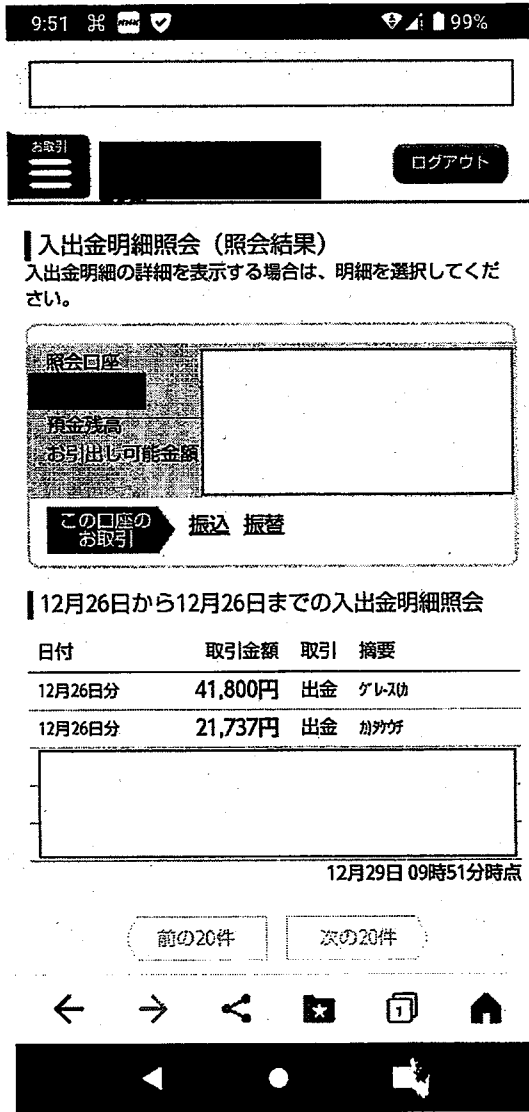 9:51 NHK 99%
お取引
ログアウト
入出金明細照会（照会結果）
入出金明細の詳細を表示する場合は、明細を選択してくだ
さい。
照会口座
預金残高
お引出し可能金額
この口座の
お取引
振込 振替
12月26日から12月26日までの入出金明細照会
日付 取引金額 取引 摘要
12月26日分 41,800円 出金 ｸﾞﾚｰｽ(ｶ
12月26日分 21,737円 出金 ｶ)ﾀｹｳﾁ
12月29日 09時51分時点
前の20件 次の20件
1